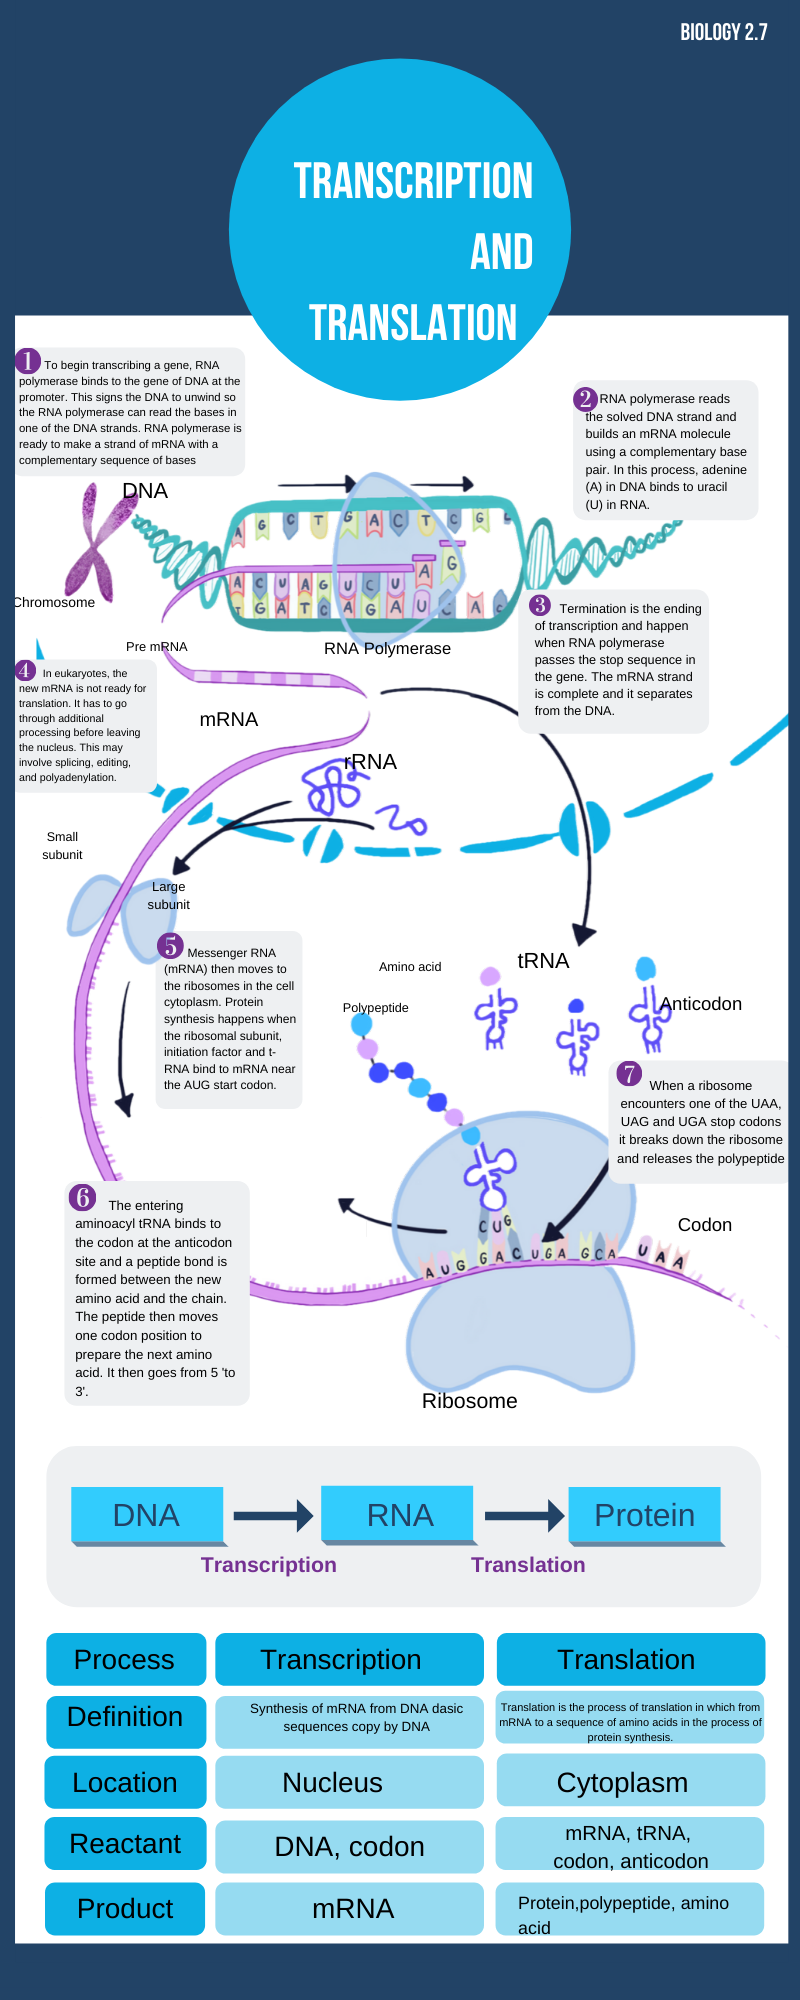 BIOLOGY 2.7
TRANSCRIPTION
AND
TRANSLATION
1 To begin transcribing a gene, RNA
polymerase binds to the gene of DNA at the
promoter. This signs the DNA to unwind so
the RNA polymerase can read the bases in
one of the DNA strands. RNA polymerase is
ready to make a strand of mRNA with a
complementary sequence of bases
2 RNA polymerase reads
the solved DNA strand and
builds an mRNA molecule
using a complementary base
pair. In this process, adenine
(A) in DNA binds to uracil
(U) in RNA.
DNA
A G C T G A C T C G
A C U A G U C U A G
T G A T C A G A U C A C
Chromosome
3 Termination is the ending
of transcription and happen
when RNA polymerase
passes the stop sequence in
the gene. The mRNA strand
is complete and it separates
from the DNA.
Pre mRNA
RNA Polymerase
4 In eukaryotes, the
new mRNA is not ready for
translation. It has to go
through additional
processing before leaving
the nucleus. This may
involve splicing, editing,
and polyadenylation.
mRNA
rRNA
Small
subunit
Large
subunit
5 Messenger RNA
(mRNA) then moves to
the ribosomes in the cell
cytoplasm. Protein
synthesis happens when
the ribosomal subunit,
initiation factor and t-
RNA bind to mRNA near
the AUG start codon.
tRNA
Amino acid
Anticodon
Polypeptide
7 When a ribosome
encounters one of the UAA,
UAG and UGA stop codons
it breaks down the ribosome
and releases the polypeptide
6 The entering
aminoacyl tRNA binds to
the codon at the anticodon
site and a peptide bond is
formed between the new
amino acid and the chain.
The peptide then moves
one codon position to
prepare the next amino
acid. It then goes from 5 'to
3'.
Codon
C U G
A U G G A C U G A G C A U A A
Ribosome
DNA
RNA
Protein
Transcription
Translation
Process
Transcription
Translation
Definition
Synthesis of mRNA from DNA dasic
sequences copy by DNA
Translation is the process of translation in which from
mRNA to a sequence of amino acids in the process of
protein synthesis.
Location
Nucleus
Cytoplasm
Reactant
DNA, codon
mRNA, tRNA,
codon, anticodon
Product
mRNA
Protein,polypeptide, amino
acid